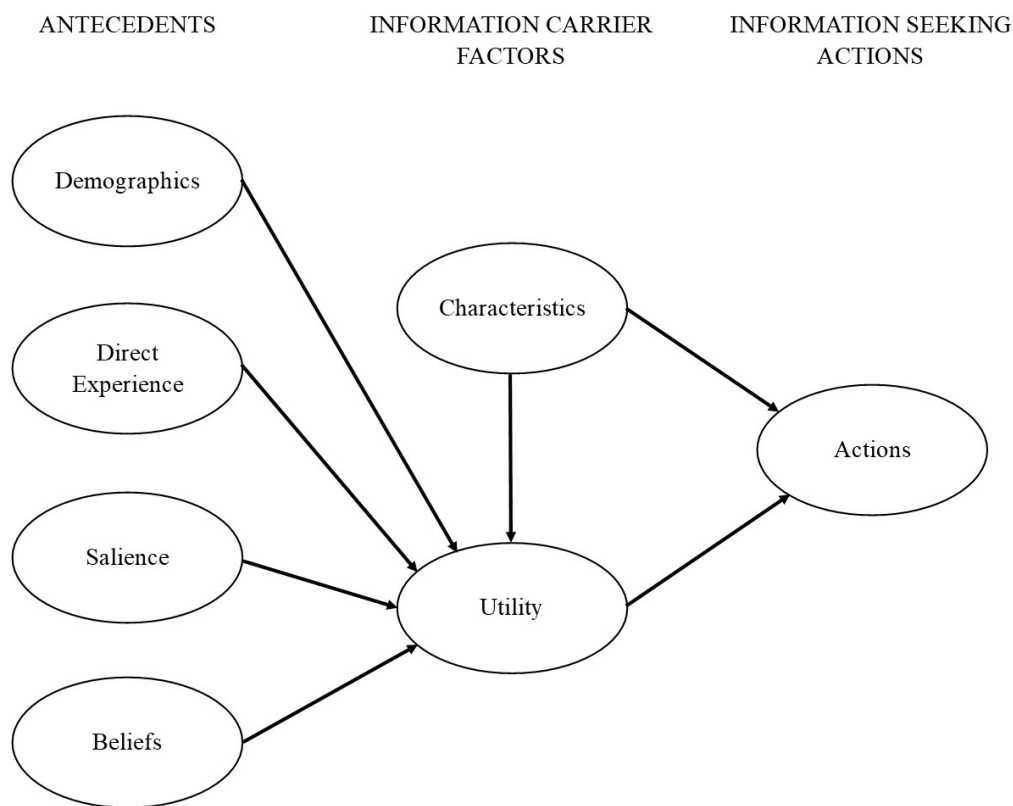 ANTECEDENTS
INFORMATION CARRIER
FACTORS
INFORMATION SEEKING
ACTIONS
Demographics
Direct
Experience
Salience
Beliefs
Characteristics
Utility
Actions